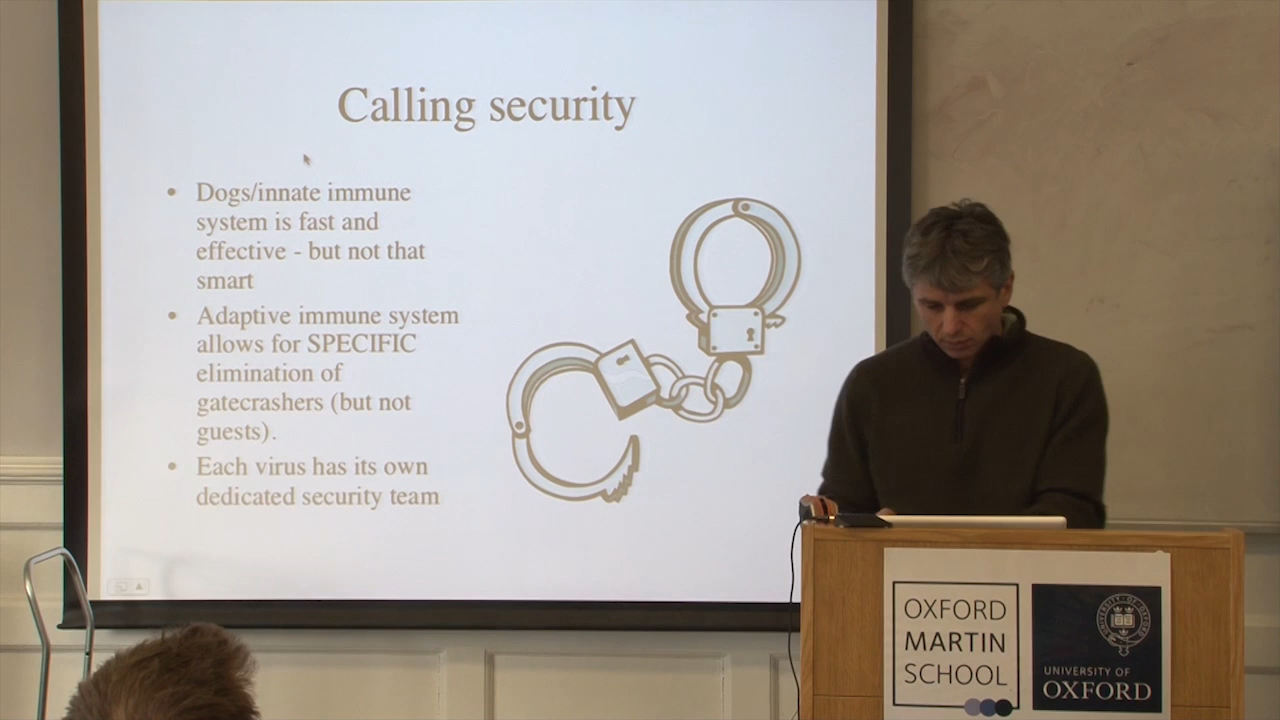 Calling security
• Dogs/innate immune
system is fast and
effective - but not that
smart
• Adaptive immune system
allows for SPECIFIC
elimination of
gatecrashers (but not
guests).
• Each virus has its own
dedicated security team
OXFORD
MARTIN
SCHOOL
UNIVERSITY OF
OXFORD